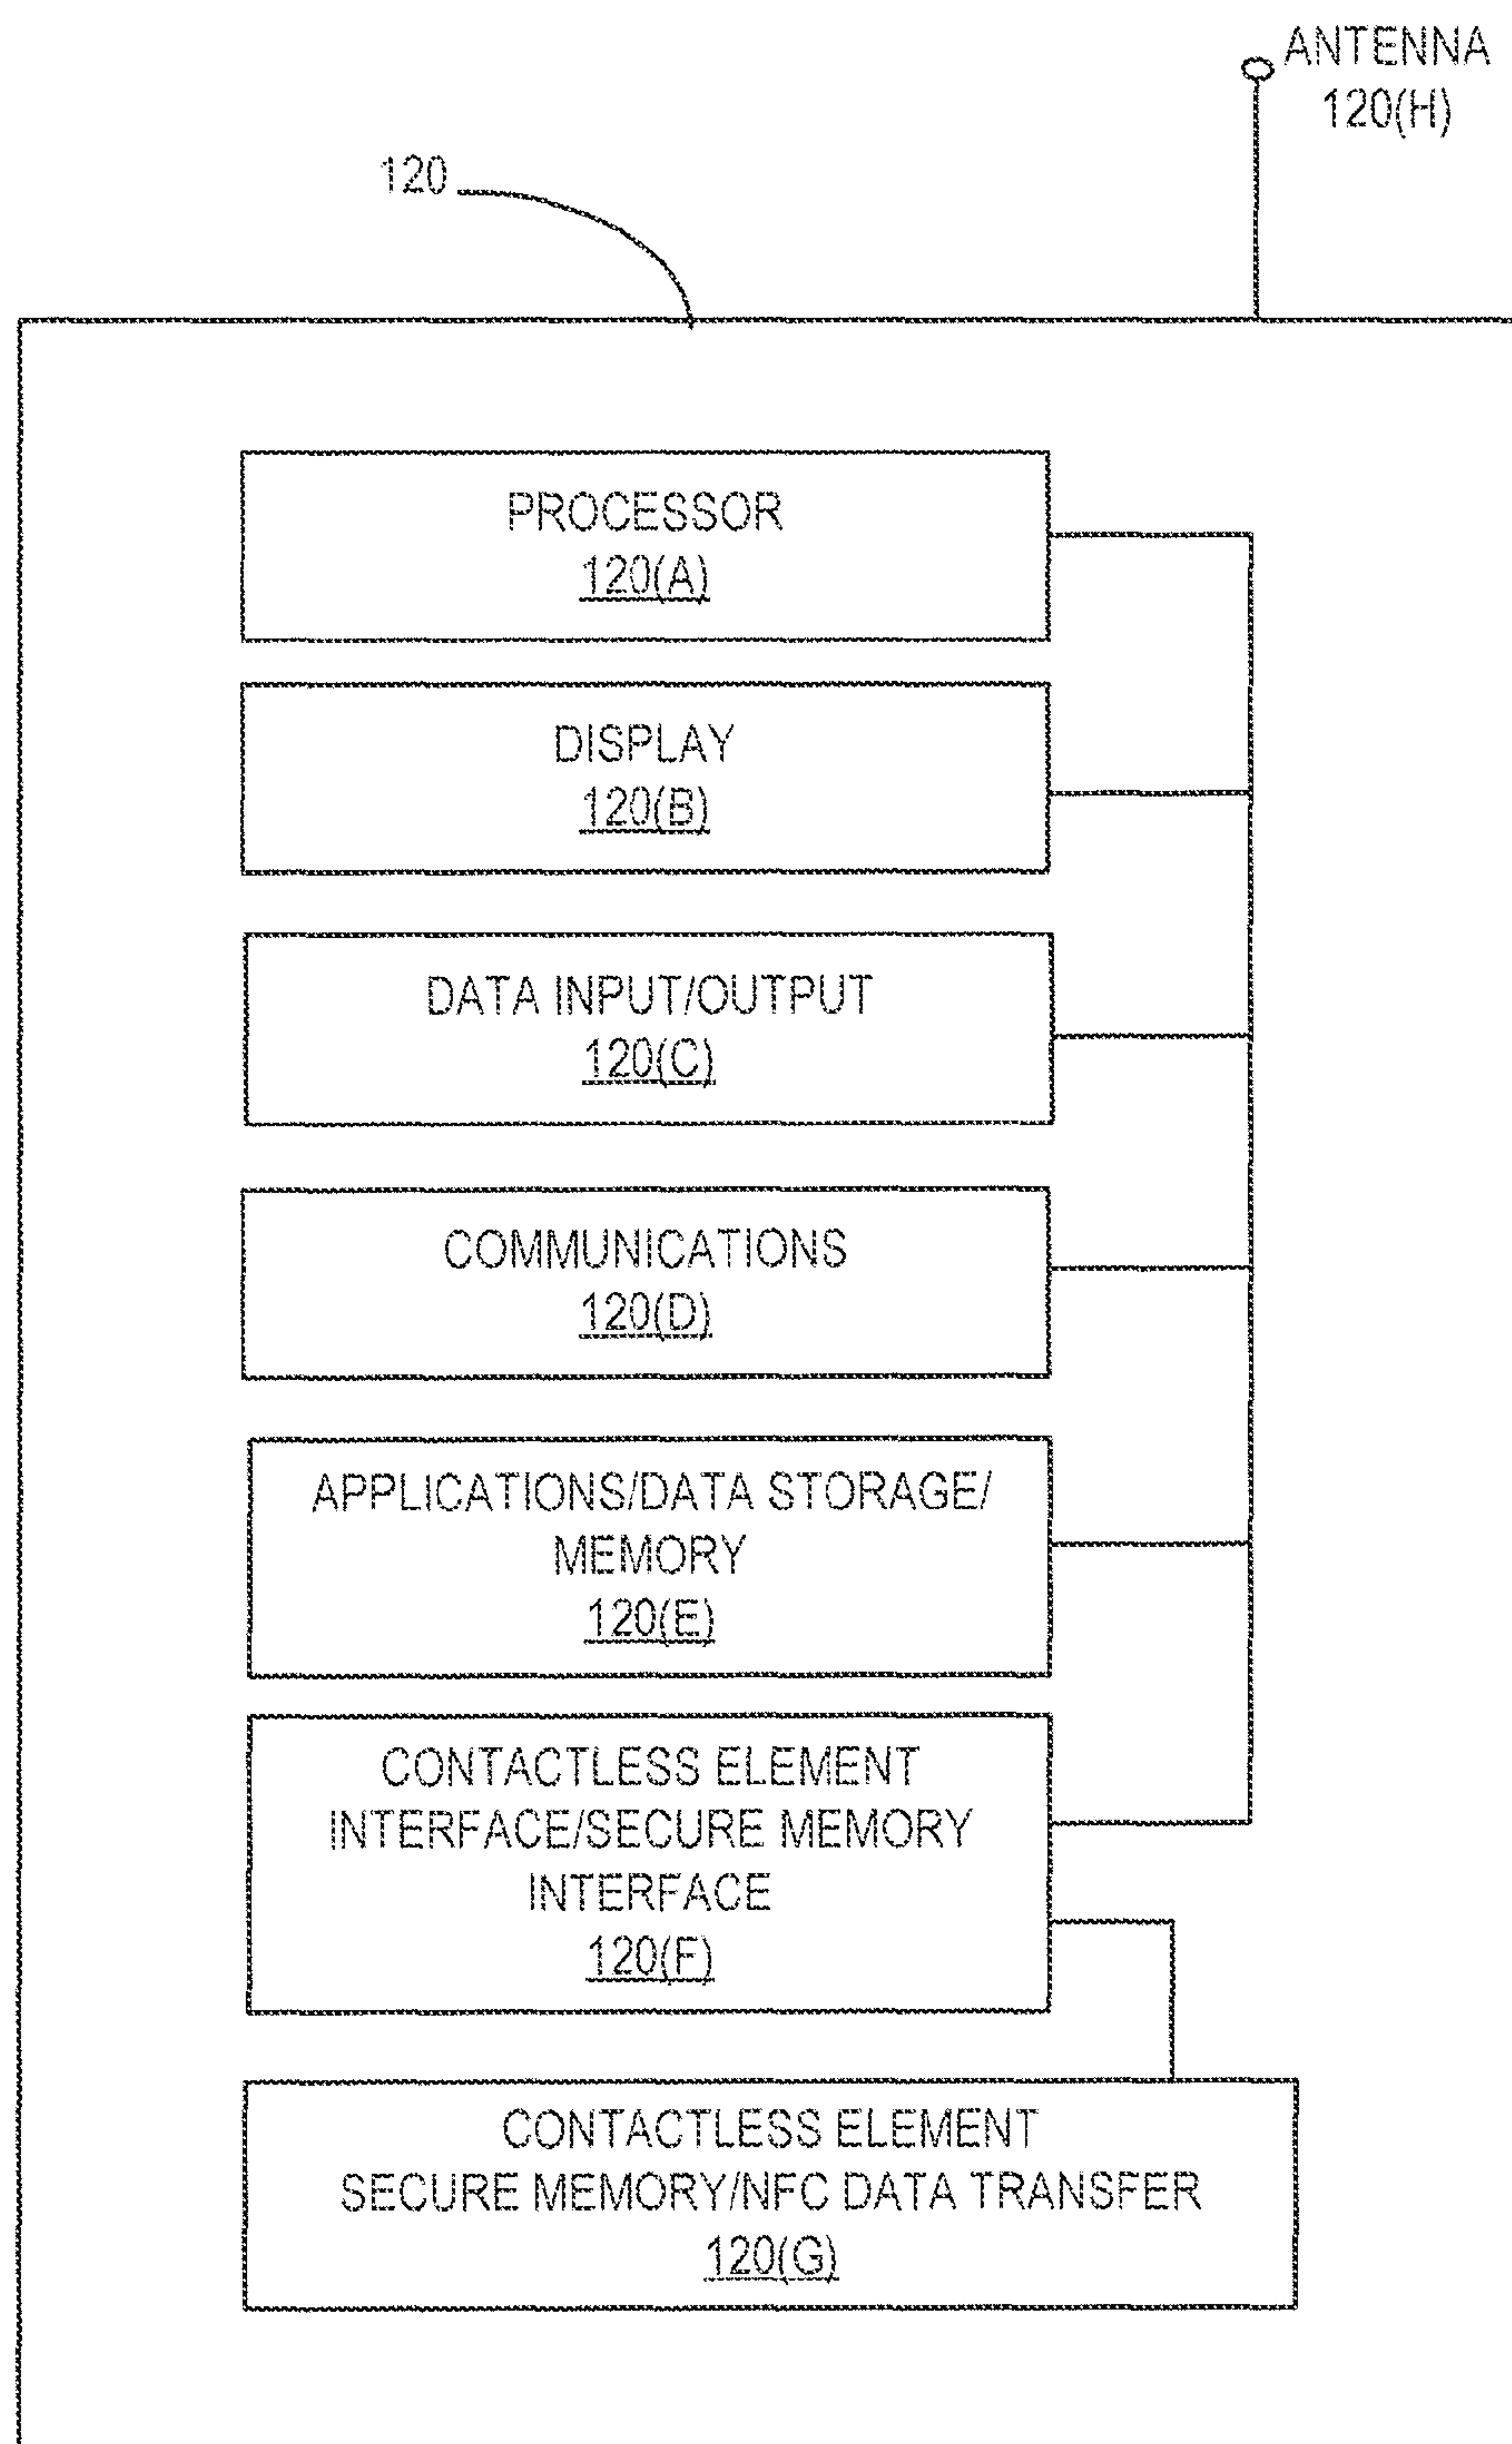 ANTENNA
120(H)
120
PROCESSOR
120(A)
DISPLAY
120(B)
DATA INPUT/OUTPUT
120(C)
COMMUNICATIONS
120(D)
APPLICATIONS/DATA STORAGE/
MEMORY
120(E)
CONTACTLESS ELEMENT
INTERFACE/SECURE MEMORY
INTERFACE
120(F)
CONTACTLESS ELEMENT
SECURE MEMORY/NFC DATA TRANSFER
120(G)